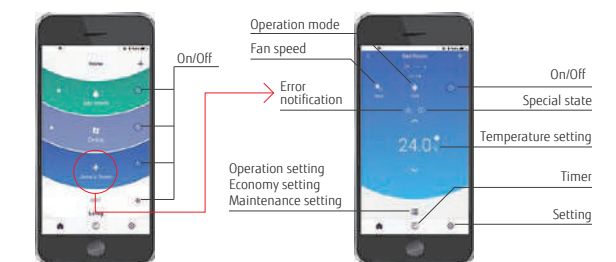 On/Off
Operation mode
Fan speed
Error
notification
Operation setting
Economy setting
Maintenance setting
24.0
On/Off
Special state
Temperature setting
Timer
Setting